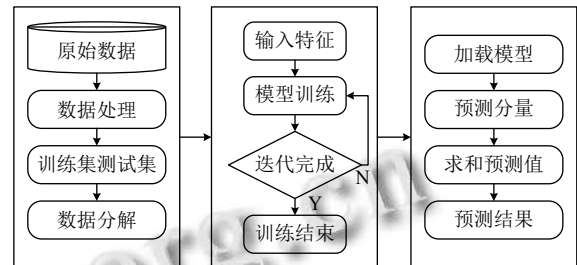 原始数据
数据处理
训练集测试集
数据分解
输入特征
模型训练
迭代完成
N
Y
训练结束
加载模型
预测分量
求和预测值
预测结果
org.cn